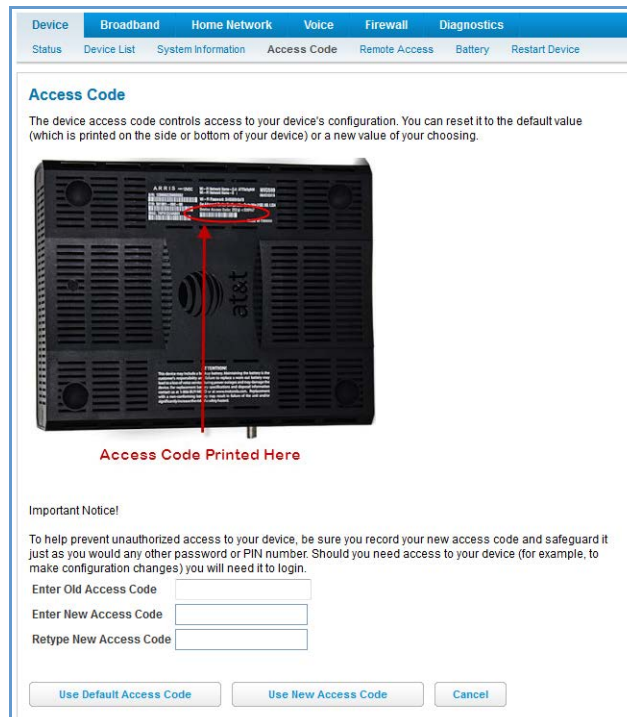 Device Broadband Home Network Voice Firewall Diagnostics
Status Device List System Information Access Code Remote Access Battery Restart Device
Access Code
The device access code controls access to your device's configuration. You can reset it to the default value
(which is printed on the side or bottom of your device) or a new value of your choosing.
ARRIS
at&t
Access Code Printed Here
Important Notice!
To help prevent unauthorized access to your device, be sure you record your new access code and safeguard it
just as you would any other password or PIN number. Should you need access to your device (for example, to
make configuration changes) you will need it to login.
Enter Old Access Code
Enter New Access Code
Retype New Access Code
Use Default Access Code Use New Access Code Cancel